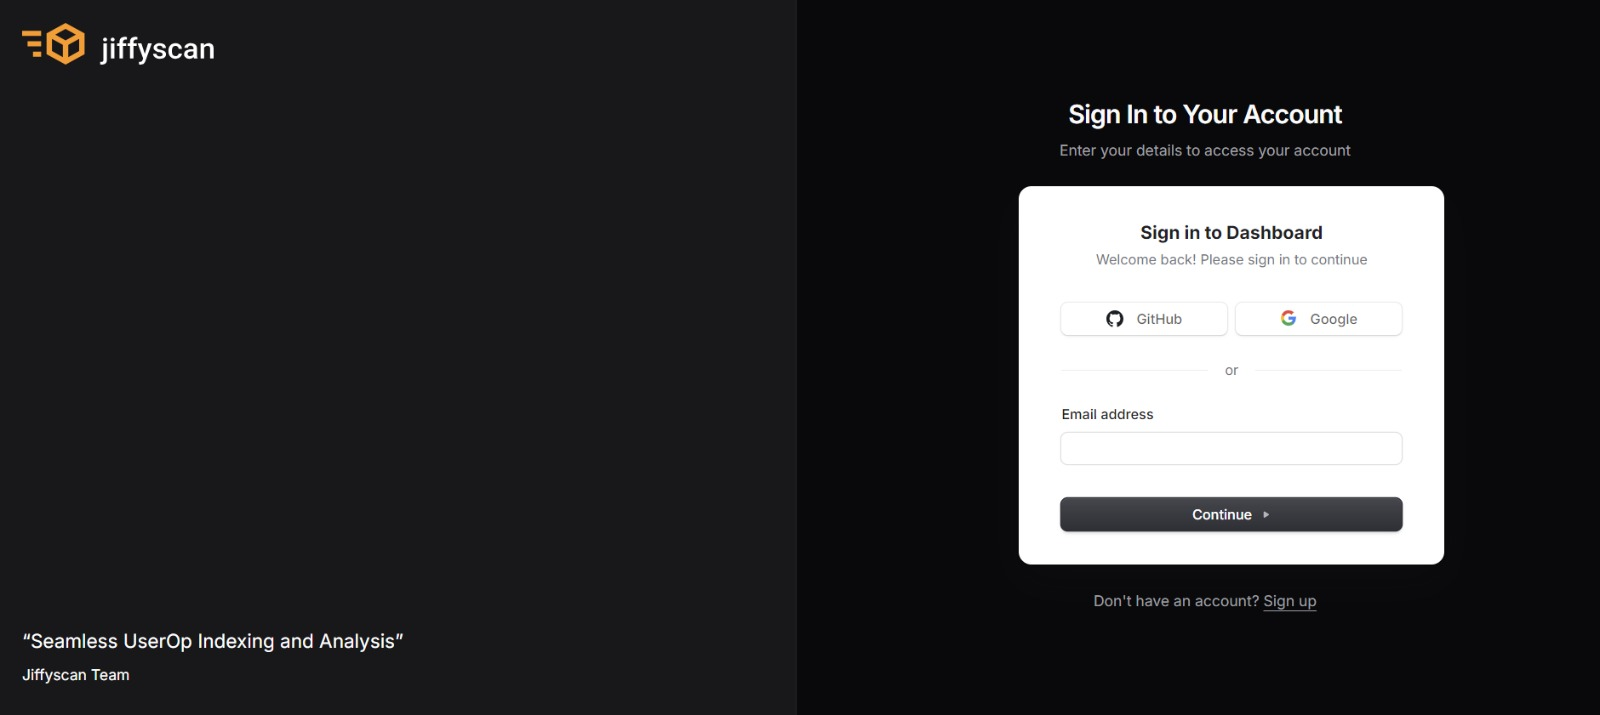 jiffyscan
“Seamless UserOp Indexing and Analysis”
Jiffyscan Team
Sign In to Your Account
Enter your details to access your account
Sign in to Dashboard
Welcome back! Please sign in to continue
GitHub
Google
or
Email address
Continue
Don't have an account? Sign up